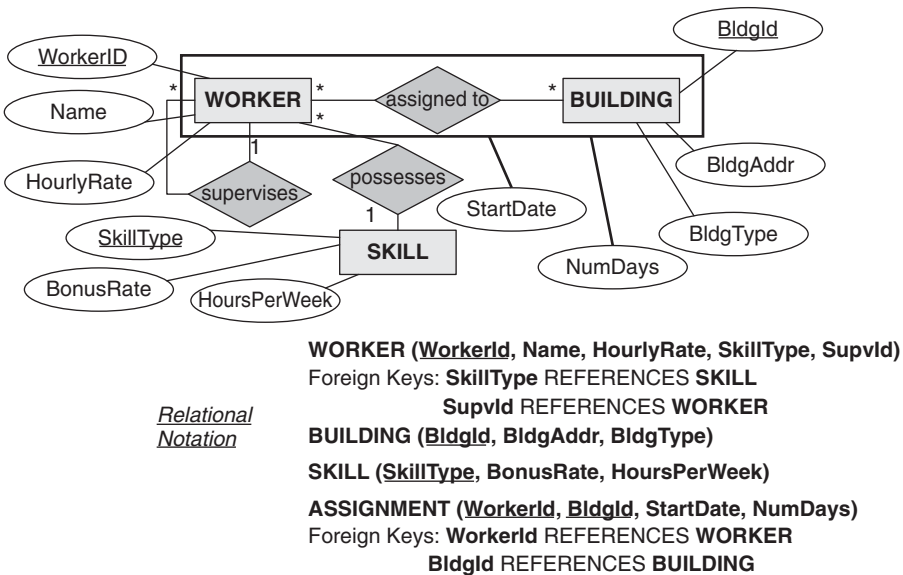 BldgId
WorkerID
* WORKER * assigned to * BUILDING
Name
*
1
BldgAddr
HourlyRate
supervises
possesses
StartDate
1
BldgType
SkillType
SKILL
NumDays
BonusRate
HoursPerWeek
WORKER (WorkerId, Name, HourlyRate, SkillType, SupvId)
Foreign Keys: SkillType REFERENCES SKILL
SupvId REFERENCES WORKER
Relational
Notation
BUILDING (BldgId, BldgAddr, BldgType)
SKILL (SkillType, BonusRate, HoursPerWeek)
ASSIGNMENT (WorkerId, BldgId, StartDate, NumDays)
Foreign Keys: WorkerId REFERENCES WORKER
BldgId REFERENCES BUILDING